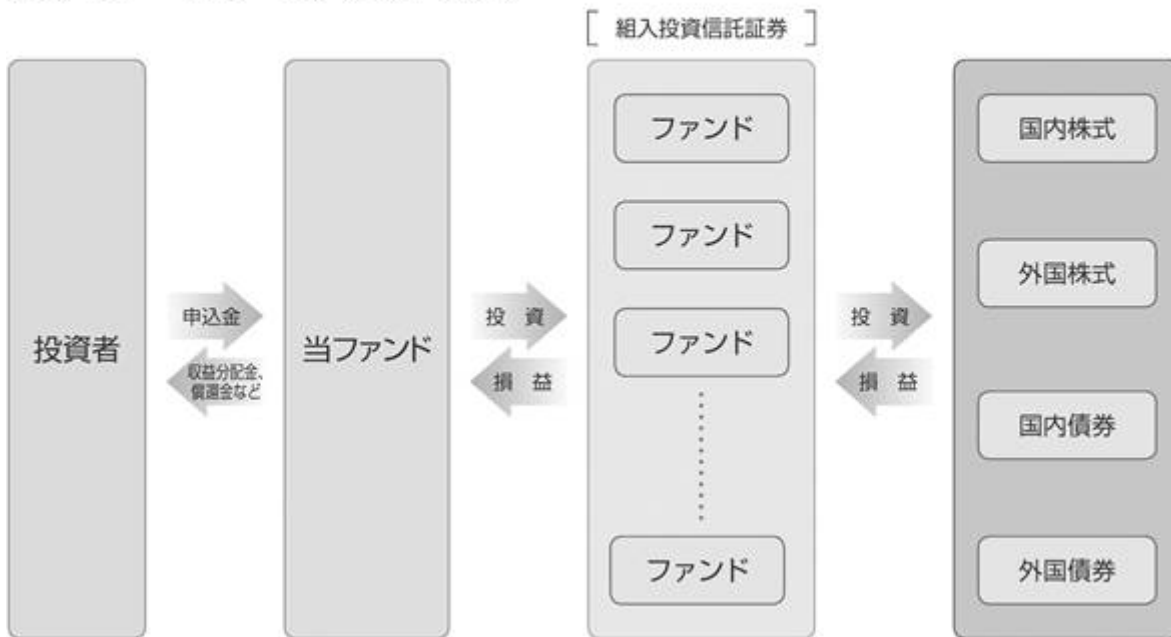 [ 組入投資信託証券 ]
投資者
申込金
収益分配金、
償還金など
当ファンド
投 資
損 益
ファンド
ファンド
ファンド
ファンド
投 資
損 益
国内株式
外国株式
国内債券
外国債券